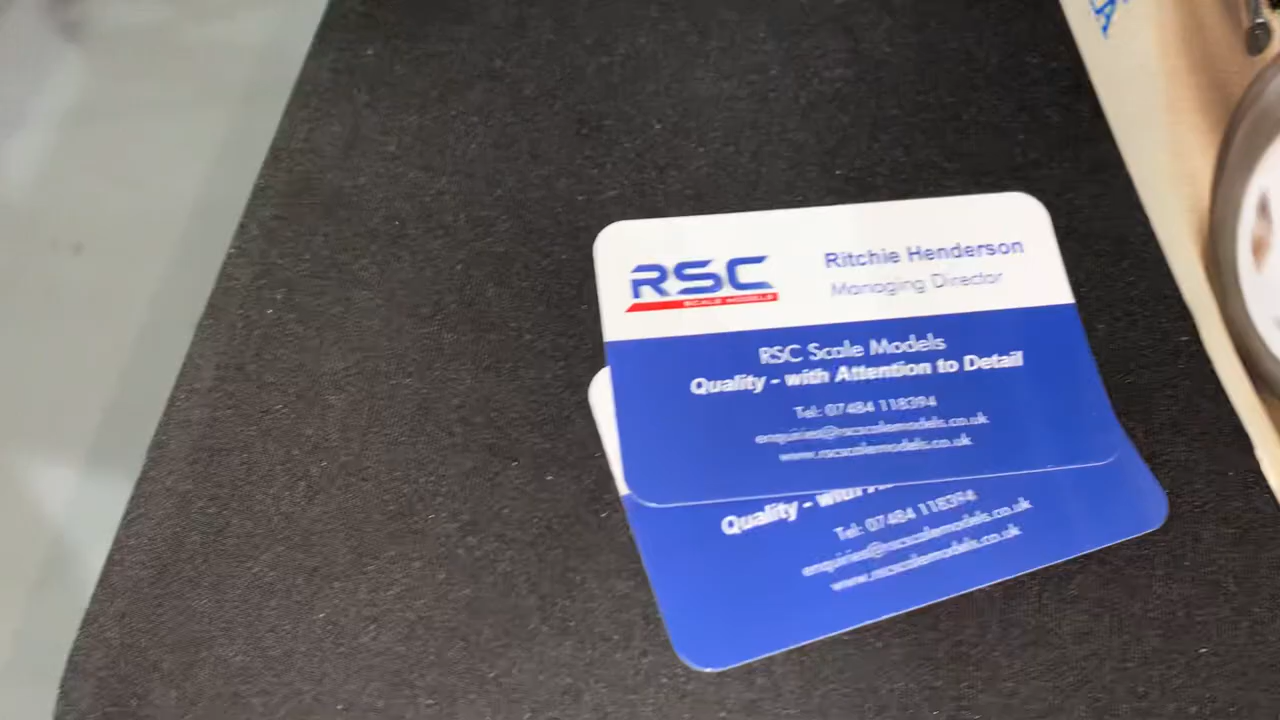 RSC
SCALE MODELS
Ritchie Henderson
Managing Director
RSC Scale Models
Quality - with Attention to Detail
Tel: 07484 118394
enquiries@rscscalemodels.co.uk
www.rscscalemodels.co.uk
Quality - with
Tel: 07484 118394
enquiries@rscscalemodels.co.uk
www.rscscalemodels.co.uk